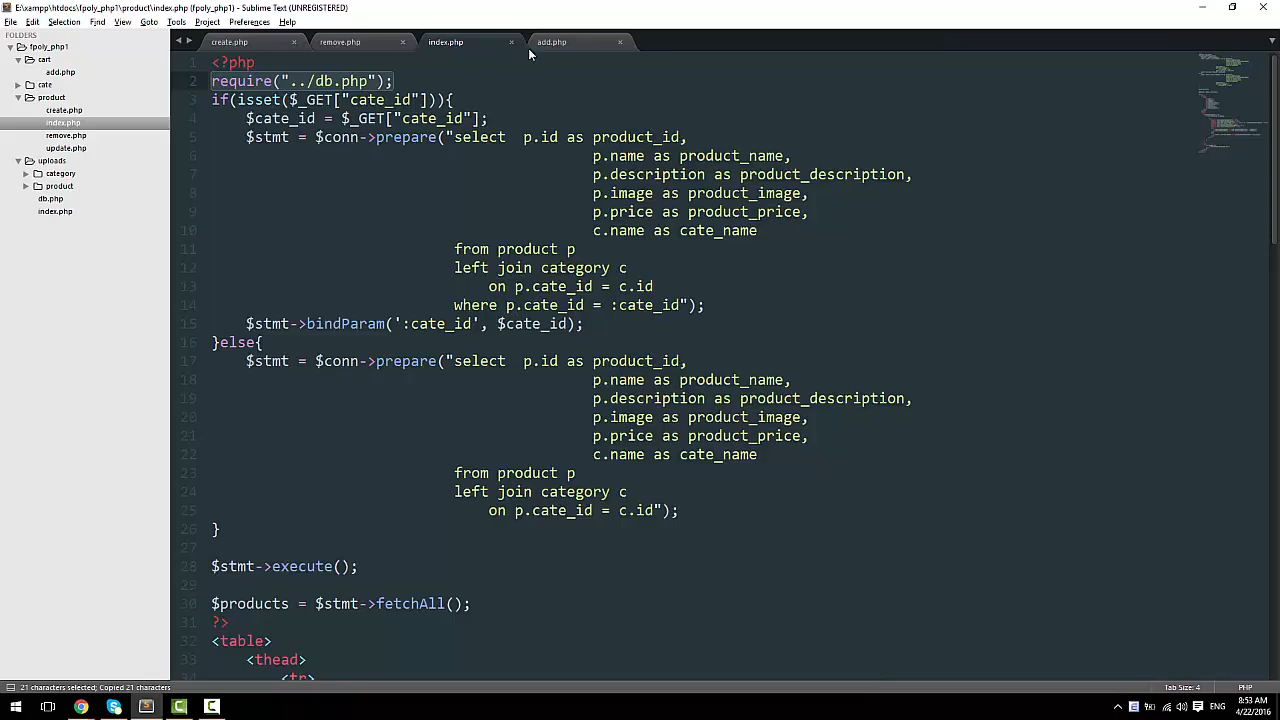 E:\xampp\htdocs\fpoly_php1\product\index.php (fpoly_php1) - Sublime Text (UNREGISTERED)
File Edit Selection Find View Goto Tools Project Preferences Help
FOLDERS
fpoly_php1
cart
add.php
cate
product
create.php
index.php
remove.php
update.php
uploads
category
product
db.php
index.php
create.php remove.php index.php add.php
1 <?php
2 require("../db.php");
3 if(isset($_GET["cate_id"])){
4 $cate_id = $_GET["cate_id"];
5 $stmt = $conn->prepare("select p.id as product_id,
6 p.name as product_name,
7 p.description as product_description,
8 p.image as product_image,
9 p.price as product_price,
10 c.name as cate_name
11 from product p
12 left join category c
13 on p.cate_id = c.id
14 where p.cate_id = :cate_id");
15 $stmt->bindParam(':cate_id', $cate_id);
16 }else{
17 $stmt = $conn->prepare("select p.id as product_id,
18 p.name as product_name,
19 p.description as product_description,
20 p.image as product_image,
21 p.price as product_price,
22 c.name as cate_name
23 from product p
24 left join category c
25 on p.cate_id = c.id");
26 }
27
28 $stmt->execute();
29
30 $products = $stmt->fetchAll();
31 ?>
32 <table>
33 <thead>
34 <tr>
21 characters selected; Copied 21 characters
Tab Size: 4 PHP
ENG
8:53 AM
4/22/2016